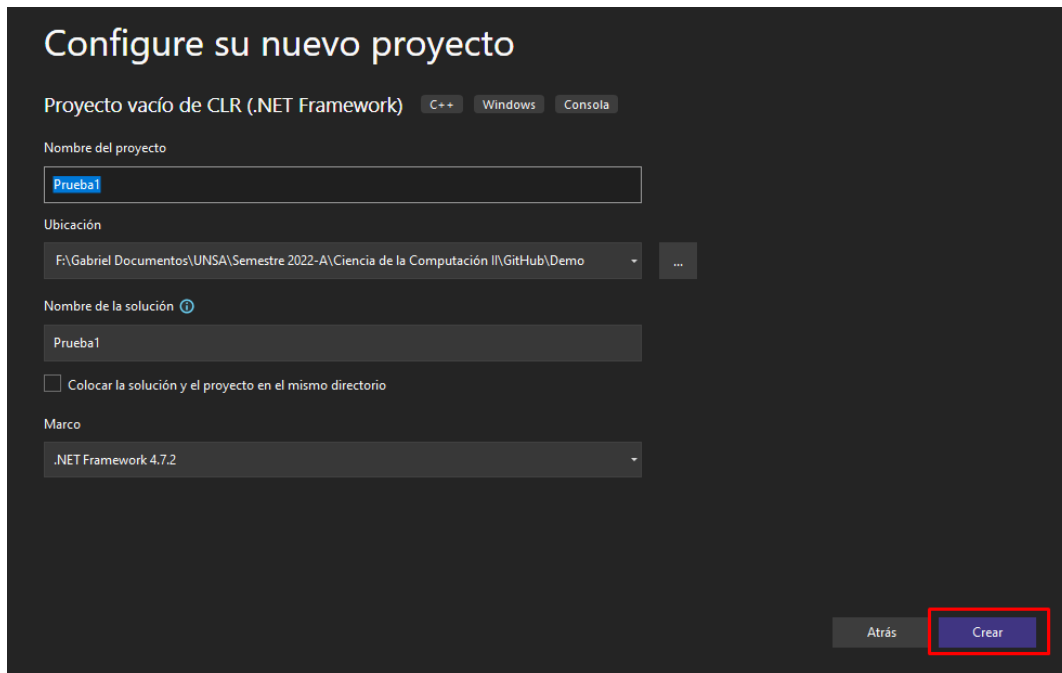 Configure su nuevo proyecto
Proyecto vacío de CLR (.NET Framework) C++ Windows Consola
Nombre del proyecto
Prueba1
Ubicación
F:\Gabriel Documentos\UNSA\Semestre 2022-A\Ciencia de la Computación II\GitHub\Demo ...
Nombre de la solución
Prueba1
Colocar la solución y el proyecto en el mismo directorio
Marco
.NET Framework 4.7.2
Atrás Crear